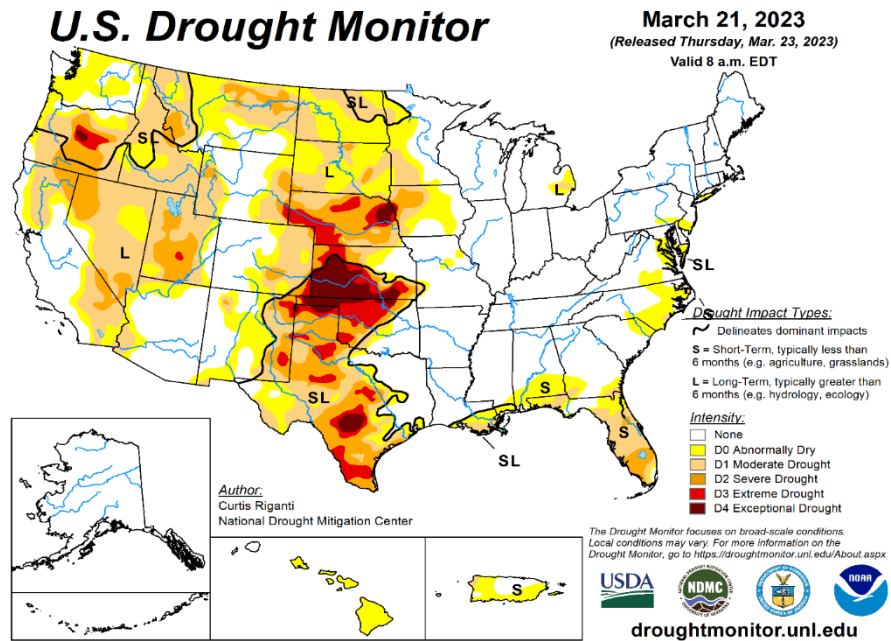 U.S. Drought Monitor
March 21, 2023
(Released Thursday, Mar. 23, 2023)
Valid 8 a.m. EDT
SL
SL
L
L
L
SL
S
S
SL
SL
S
S
Drought Impact Types:
Delineates dominant impacts
S = Short-Term, typically less than
6 months (e.g. agriculture, grasslands)
L = Long-Term, typically greater than
6 months (e.g. hydrology, ecology)
Intensity:
None
D0 Abnormally Dry
D1 Moderate Drought
D2 Severe Drought
D3 Extreme Drought
D4 Exceptional Drought
Author:
Curtis Riganti
National Drought Mitigation Center
The Drought Monitor focuses on broad-scale conditions.
Local conditions may vary. For more information on the
Drought Monitor, go to https://droughtmonitor.unl.edu/About.aspx
USDA
NDMC
NOAA
droughtmonitor.unl.edu